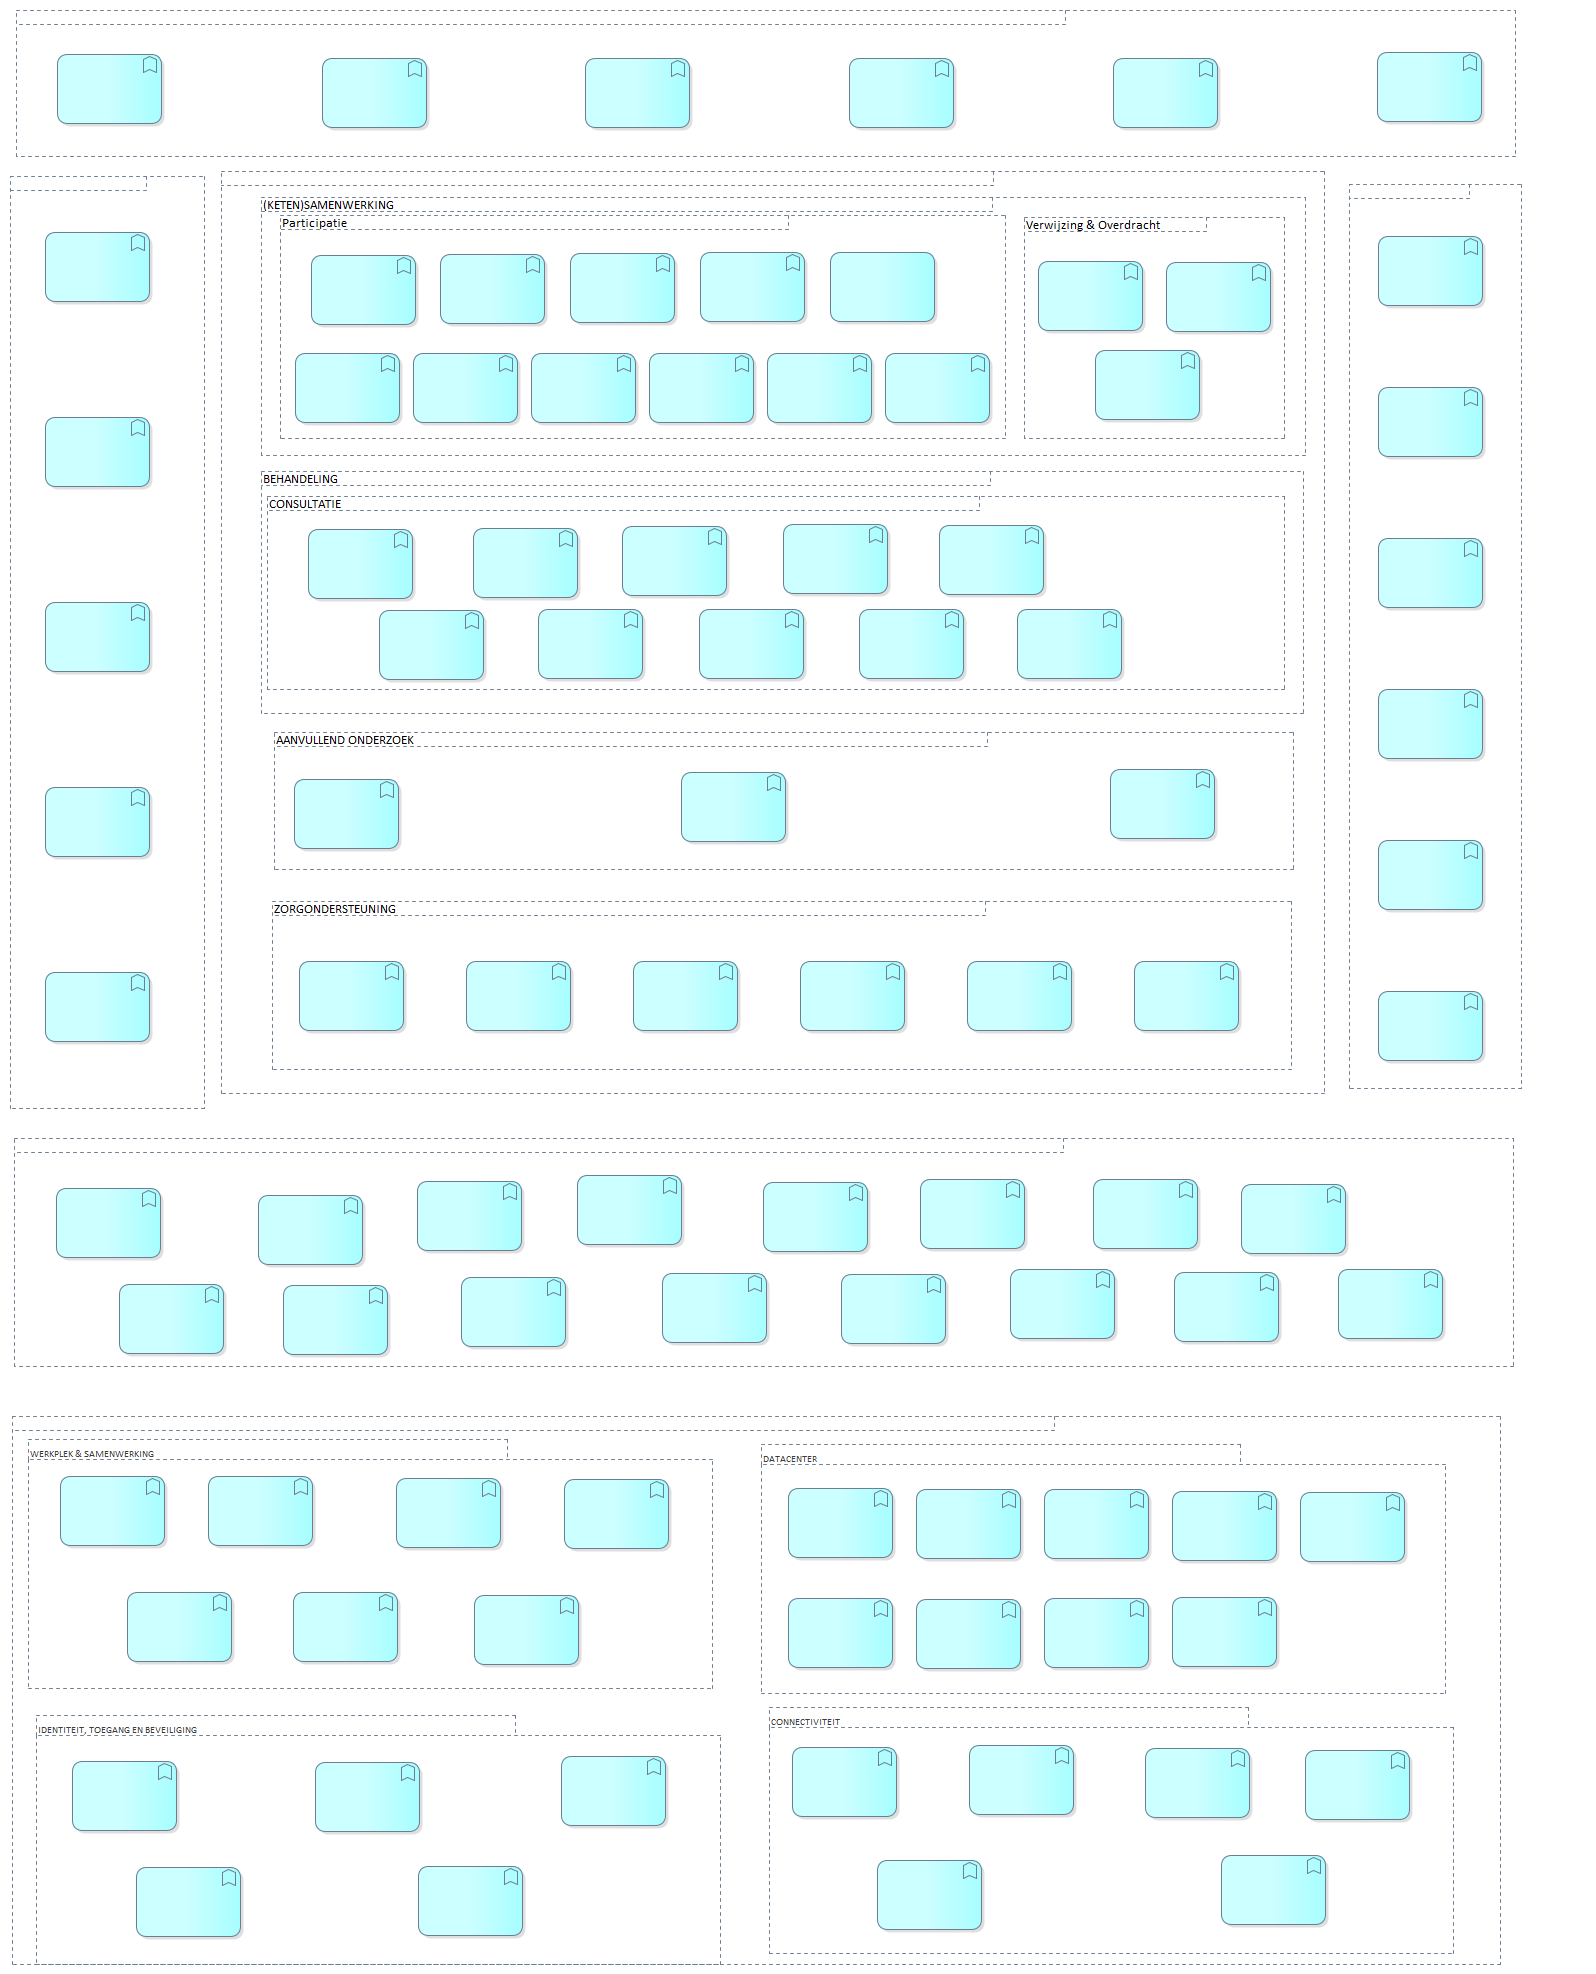 (KETEN)SAMENWERKING
Participatie
Verwijzing & Overdracht
BEHANDELING
CONSULTATIE
AANVULLEND ONDERZOEK
ZORGONDERSTEUNING
WERKPLEK & SAMENWERKING
DATACENTER
IDENTITEIT, TOEGANG EN BEVEILIGING
CONNECTIVITEIT